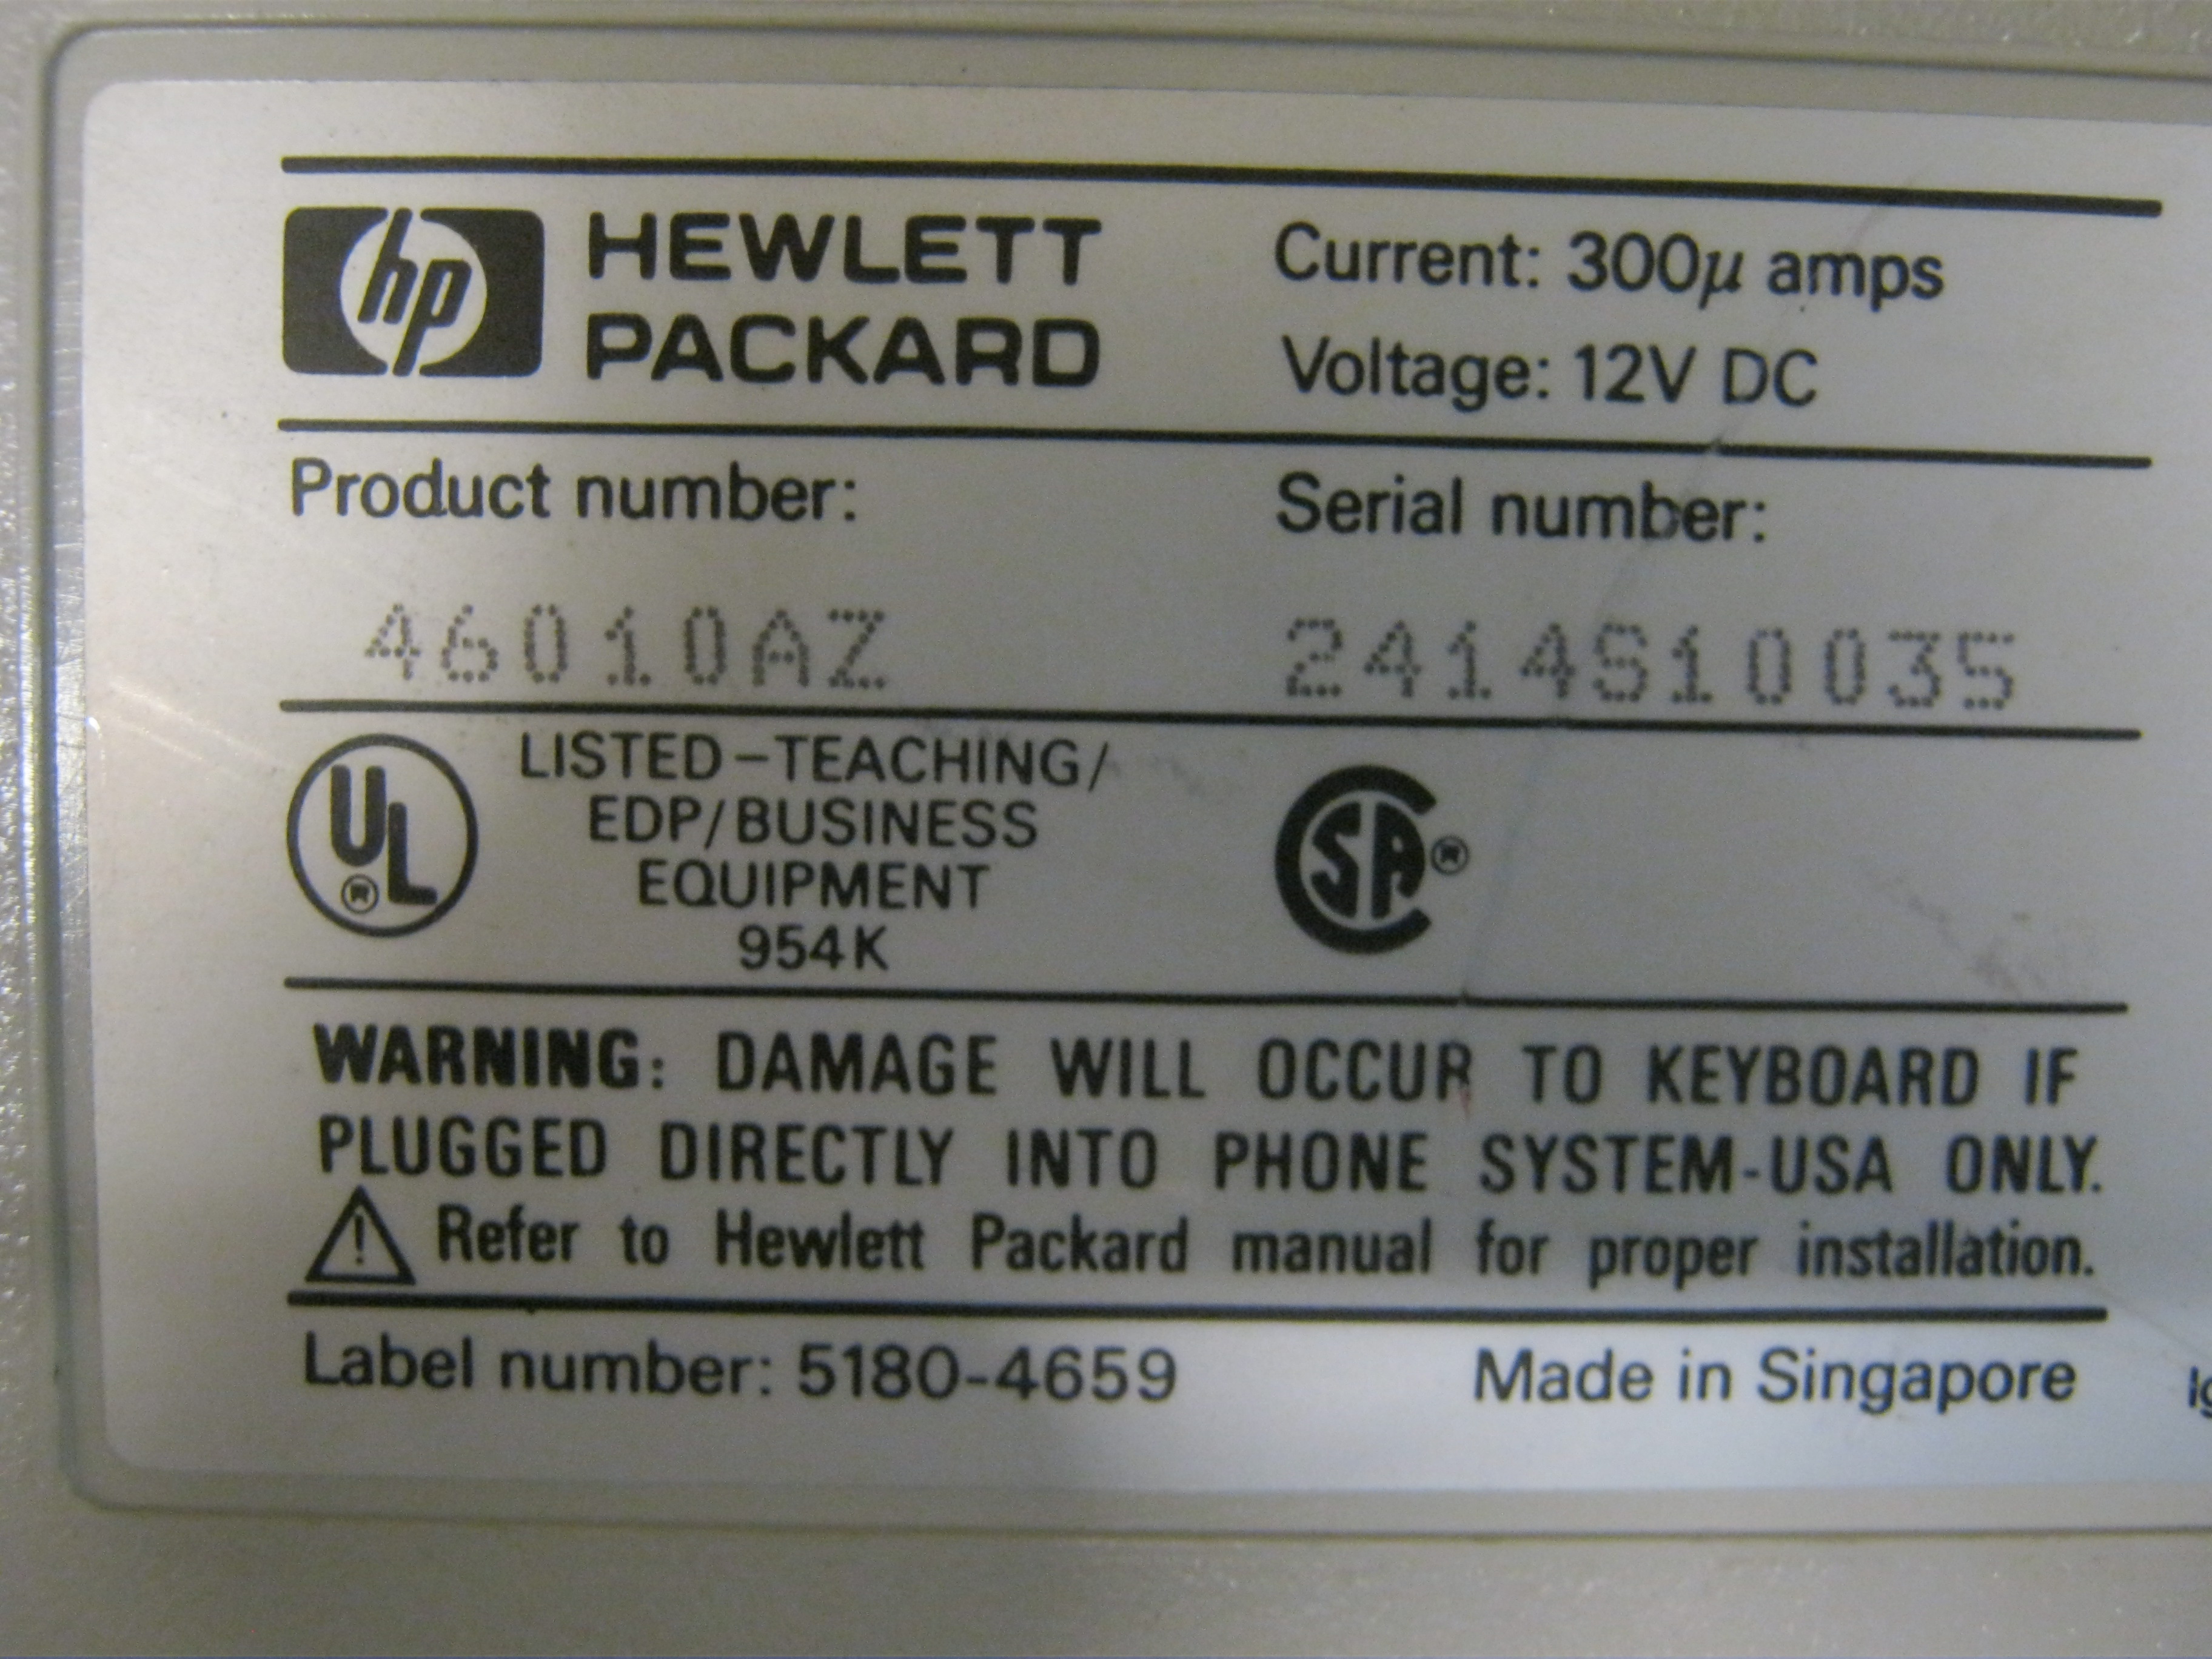 hp HEWLETT
PACKARD
Current: 300µ amps
Voltage: 12V DC
Product number:
46010AZ
Serial number:
2414S10035
UL ®
LISTED-TEACHING/
EDP/BUSINESS
EQUIPMENT
954K
CSA ®
WARNING: DAMAGE WILL OCCUR TO KEYBOARD IF
PLUGGED DIRECTLY INTO PHONE SYSTEM-USA ONLY.
! Refer to Hewlett Packard manual for proper installation.
Label number: 5180-4659
Made in Singapore